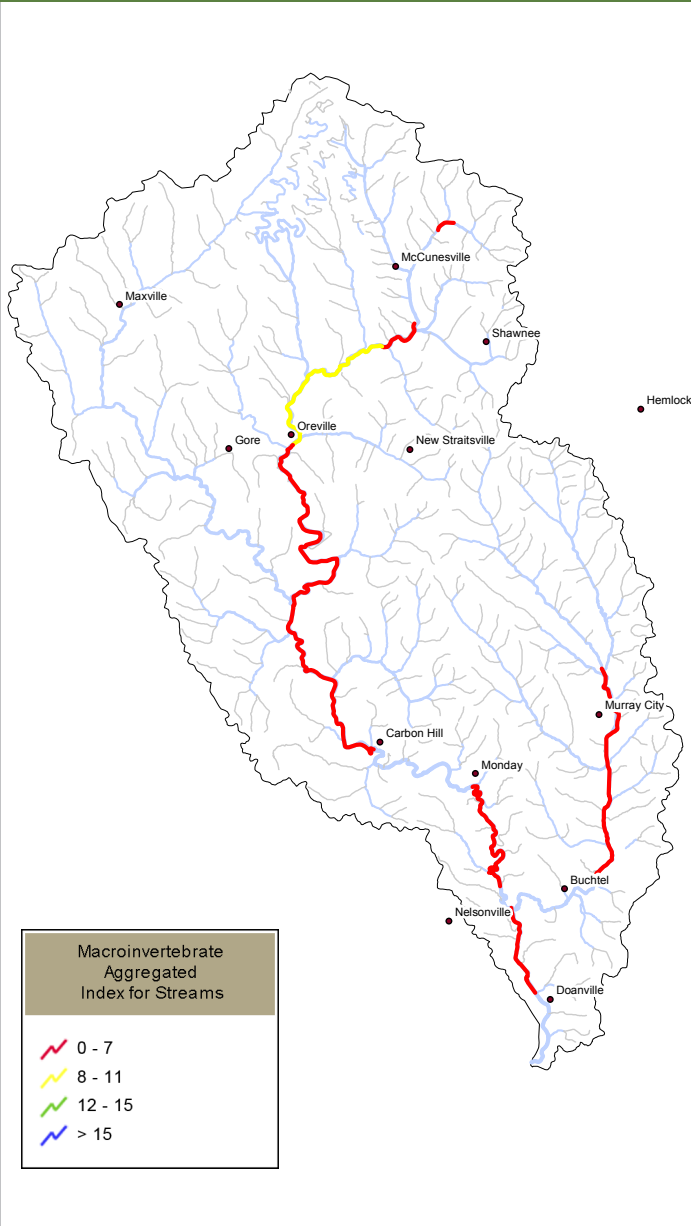 McCunesville
Maxville
Shawnee
Hemlock
Oreville
Gore
New Straitsville
Murray City
Carbon Hill
Monday
Buchtel
Nelsonville
Doanville
Macroinvertebrate
Aggregated
Index for Streams
0 - 7
8 - 11
12 - 15
> 15